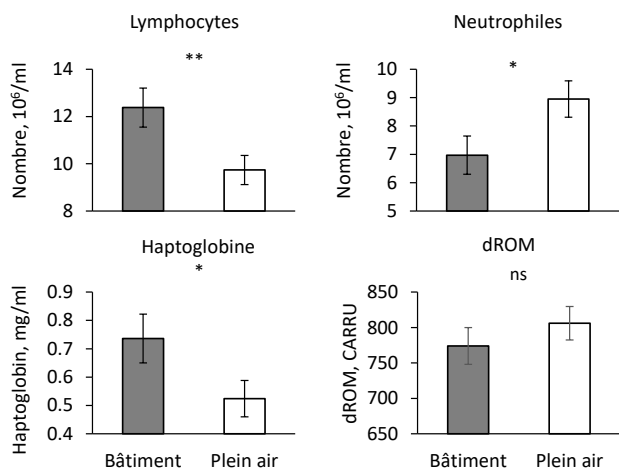 Lymphocytes
**
Nombre, 10⁶/ml
14
12
10
8
Neutrophiles
*
Nombre, 10⁶/ml
10
9
8
7
6
5
Haptoglobine
*
Haptoglobin, mg/ml
0.9
0.8
0.7
0.6
0.5
0.4
Bâtiment Plein air
dROM
ns
dROM, CARRU
850
800
750
700
650
Bâtiment Plein air